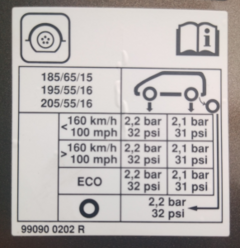 185/65/15
195/55/16
205/55/16
< 160 km/h 2,2 bar 2,1 bar
100 mph 32 psi 31 psi
> 160 km/h 2,2 bar 2,1 bar
100 mph 32 psi 31 psi
ECO 2,2 bar 2,1 bar
32 psi 31 psi
2,2 bar
32 psi
99090 0202 R